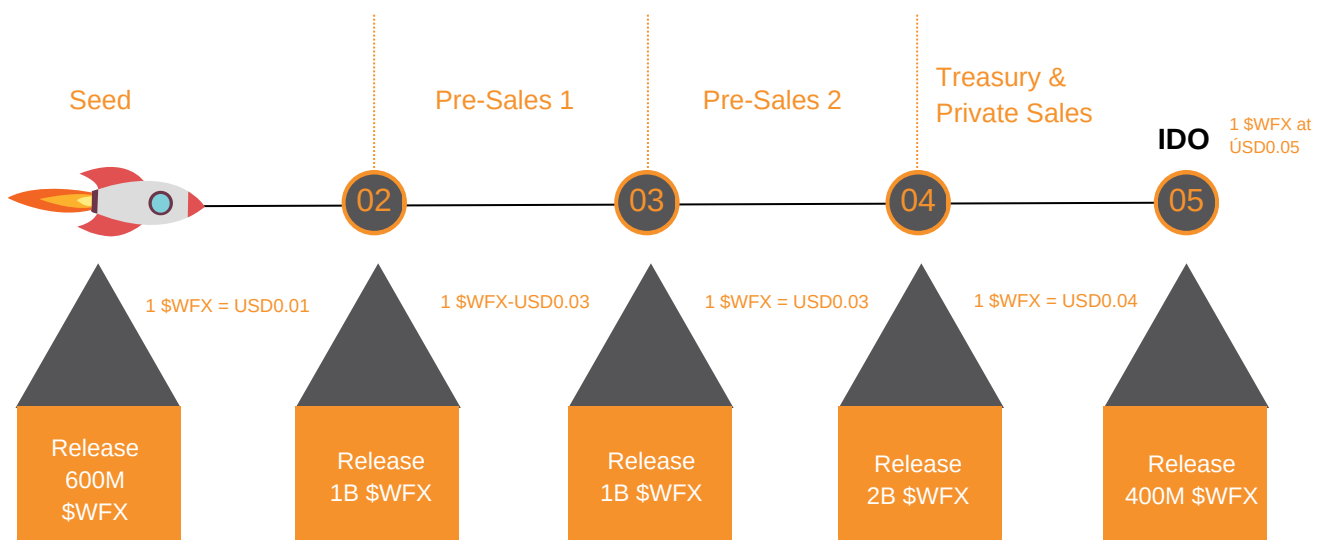 Seed
Pre-Sales 1
Pre-Sales 2
Treasury &
Private Sales
IDO
1 $WFX at
ÚSD0.05
02
03
04
05
1 $WFX = USD0.01
1 $WFX-USD0.03
1 $WFX = USD0.03
1 $WFX = USD0.04
Release
600M
$WFX
Release
1B $WFX
Release
1B $WFX
Release
2B $WFX
Release
400M $WFX